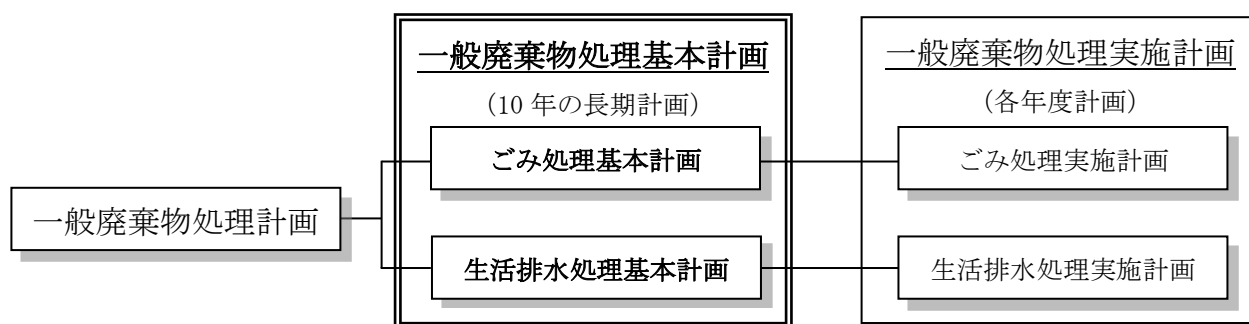 一般廃棄物処理計画
一般廃棄物処理基本計画
(10 年の長期計画)
ごみ処理基本計画
生活排水処理基本計画
一般廃棄物処理実施計画
(各年度計画)
ごみ処理実施計画
生活排水処理実施計画